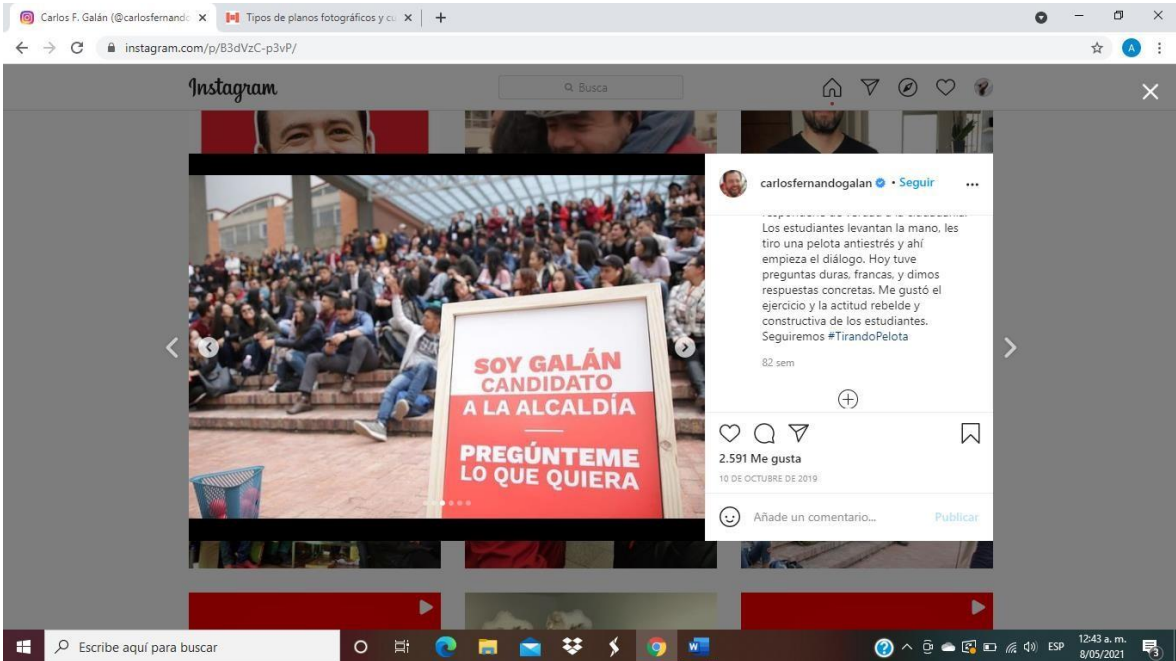 Carlos F. Galán (@carlosfernando
Tipos de planos fotográficos y cu
instagram.com/p/B3dVzC-p3vP/
A
Instagram
Busca
carlosfernandogalan • Seguir
Los estudiantes levantan la mano, les
tiro una pelota antiestrés y ahí
empieza el diálogo. Hoy tuve
preguntas duras, francas, y dimos
respuestas concretas. Me gustó el
ejercicio y la actitud rebelde y
constructiva de los estudiantes.
Seguiremos #TirandoPelota
82 sem
SOY GALÁN
CANDIDATO
A LA ALCALDÍA
PREGÚNTEME
LO QUE QUIERA
2.591 Me gusta
10 DE OCTUBRE DE 2019
Añade un comentario...
Publicar
Escribe aquí para buscar
ESP
12:43 a. m.
8/05/2021
3